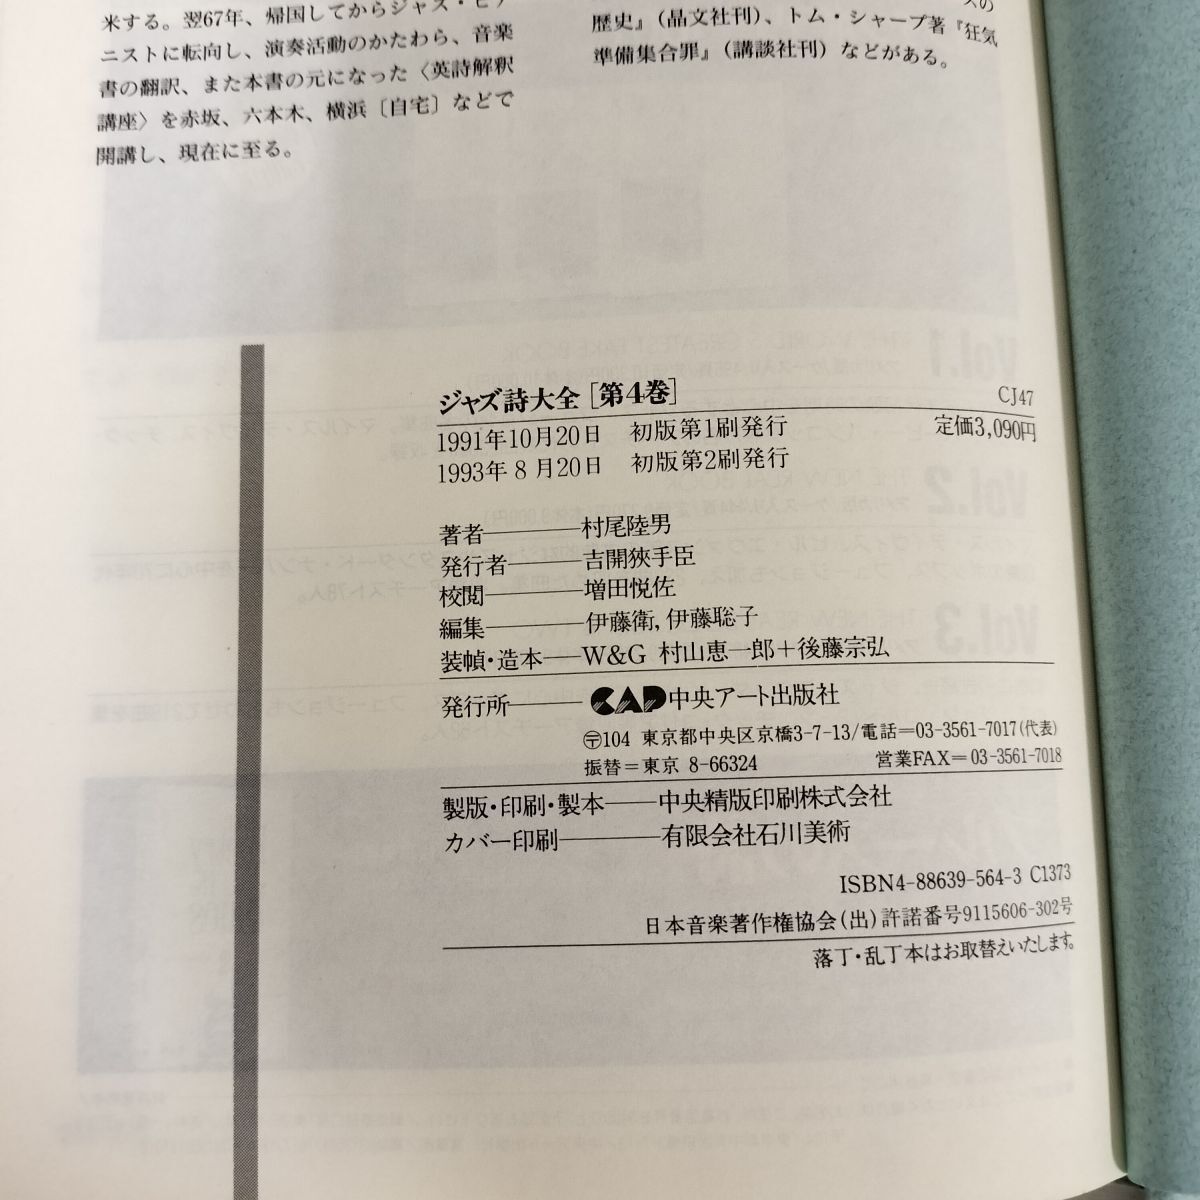 米する。翌67年、帰国してからジャズ・ピア
ニストに転向し、演奏活動のかたわら、音楽
書の翻訳、また本書の元になった〈英詩解釈
講座〉を赤坂、六本木、横浜〔自宅〕などで
開講し、現在に至る。
歴史』(晶文社刊)、トム・シャープ著『狂気
準備集合罪』(講談社刊)などがある。
ジャズ詩大全[第4巻] CJ47
1991年10月20日 初版第1刷発行 定価3,090円
1993年8月20日 初版第2刷発行
著者――村尾陸男
発行者――吉開狹手臣
校閲――増田悦佐
編集――伊藤衛,伊藤聡子
装幀・造本――W&G 村山恵一郎+後藤宗弘
発行所――CAP中央アート出版社
〒104 東京都中央区京橋3-7-13/電話=03-3561-7017(代表)
振替=東京 8-66324 営業FAX=03-3561-7018
製版・印刷・製本――中央精版印刷株式会社
カバー印刷――有限会社石川美術
ISBN4-88639-564-3 C1373
日本音楽著作権協会(出)許諾番号9115606-302号
落丁・乱丁本はお取替えいたします。
Vol.1
Vol.2
Vol.3